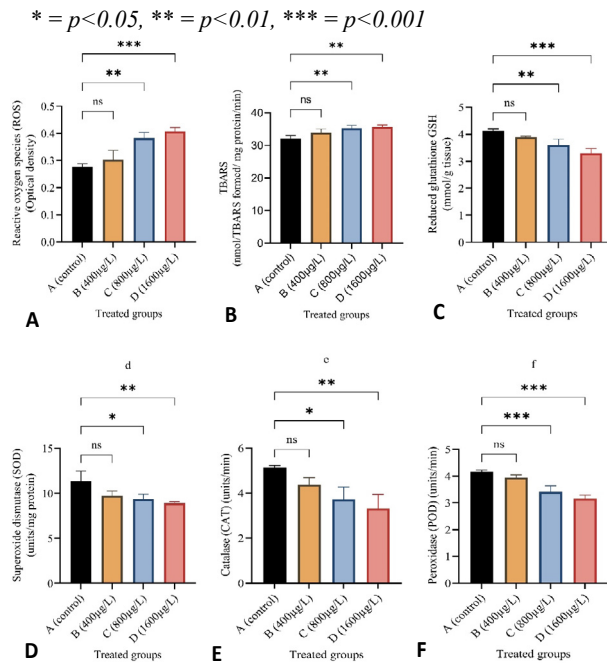 * = p<0.05, ** = p<0.01, *** = p<0.001
***
**
ns
Reactive oxygen species (ROS)
(Optical density)
0.5
0.4
0.3
0.2
0.1
0.0
A (control)
B (400µg/L)
C (800µg/L)
D (1600µg/L)
Treated groups
A
**
**
ns
TBARS
(nmol/TBARS formed/ mg protein/min)
40
30
20
10
0
A (control)
B (400µg/L)
C (800µg/L)
D (1600µg/L)
Treated groups
B
***
**
ns
Reduced glutathione GSH
(mmol/g tissue)
5
4
3
2
1
0
A (control)
B (400µg/L)
C (800µg/L)
D (1600µg/L)
Treated groups
C
d
**
*
ns
Superoxide dismutase (SOD)
(units/mg protein)
15
10
5
0
A (control)
B (400µg/L)
C (800µg/L)
D (1600µg/L)
Treated groups
D
**
*
ns
Catalase (CAT) (units/min)
6
4
2
0
A (control)
B (400µg/L)
C (800µg/L)
D (1600µg/L)
Treated groups
E
f
***
***
ns
Peroxidase (POD) (units/min)
5
4
3
2
1
0
A (control)
B (400µg/L)
C (800µg/L)
D (1600µg/L)
Treated groups
F